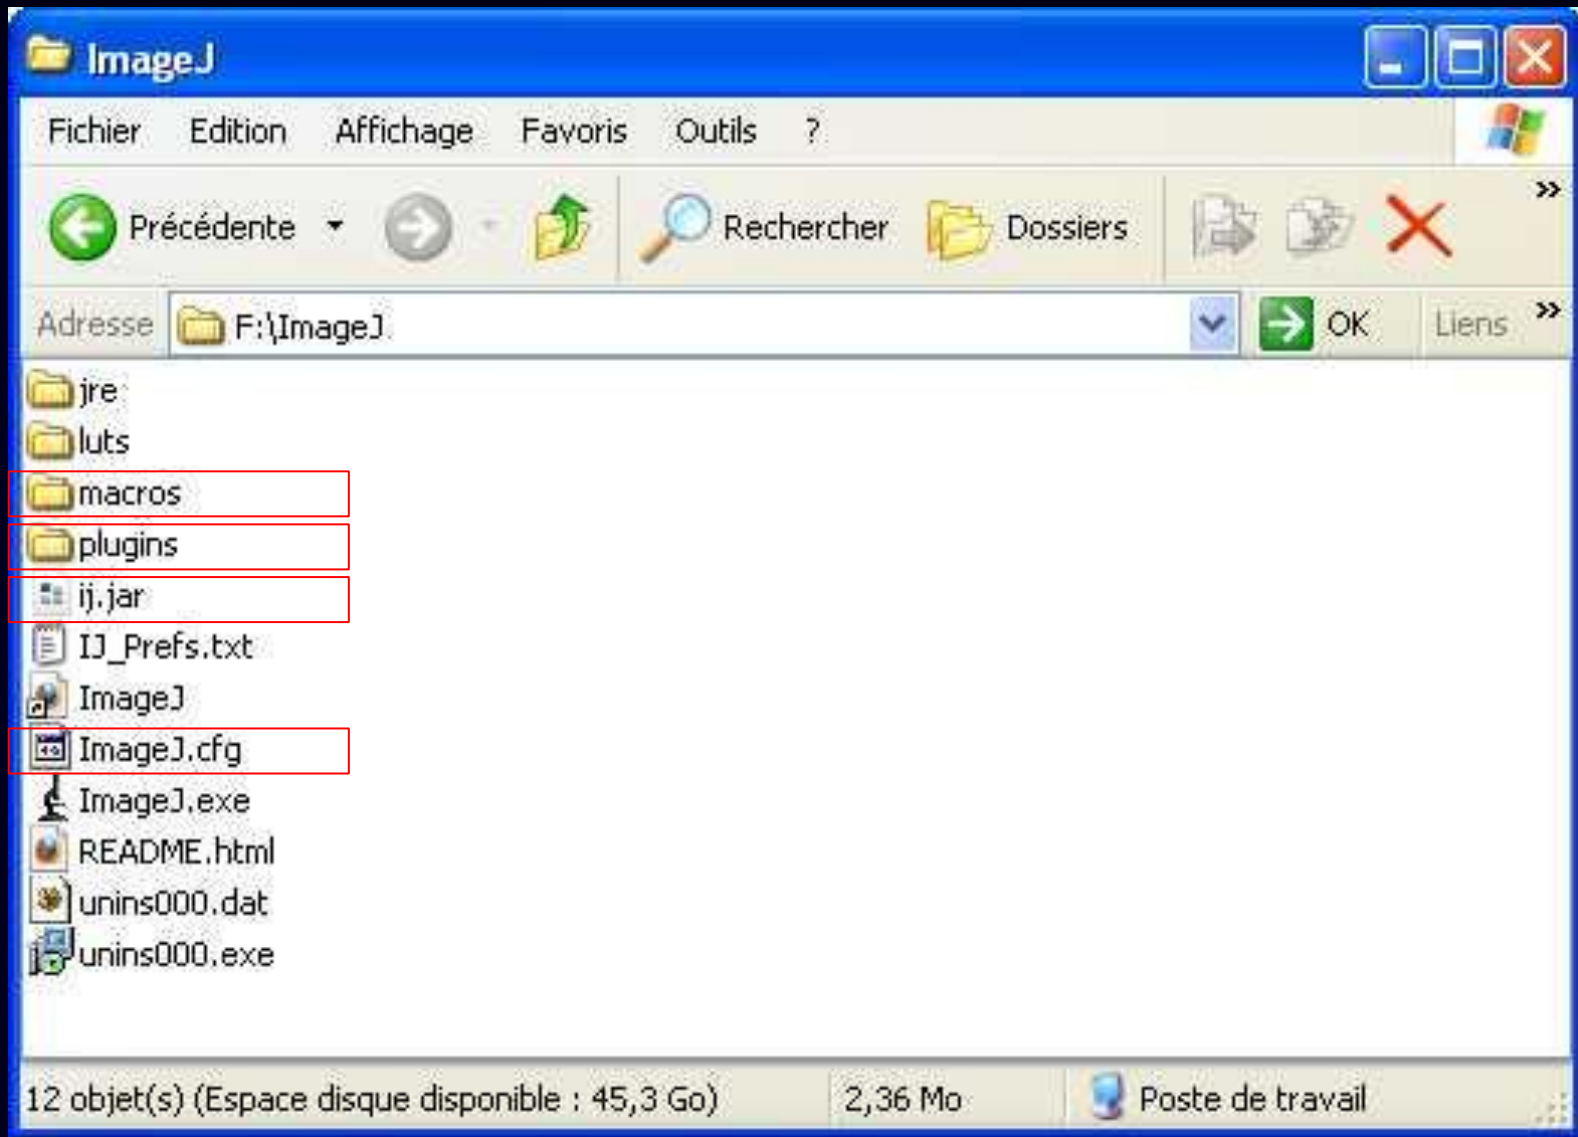 ImageJ
Fichier Edition Affichage Favoris Outils ?
Précédente Rechercher Dossiers »
Adresse F:\ImageJ OK Liens »
jre
luts
macros
plugins
ij.jar
IJ_Prefs.txt
ImageJ
ImageJ.cfg
ImageJ.exe
README.html
unins000.dat
unins000.exe
12 objet(s) (Espace disque disponible : 45,3 Go) 2,36 Mo Poste de travail